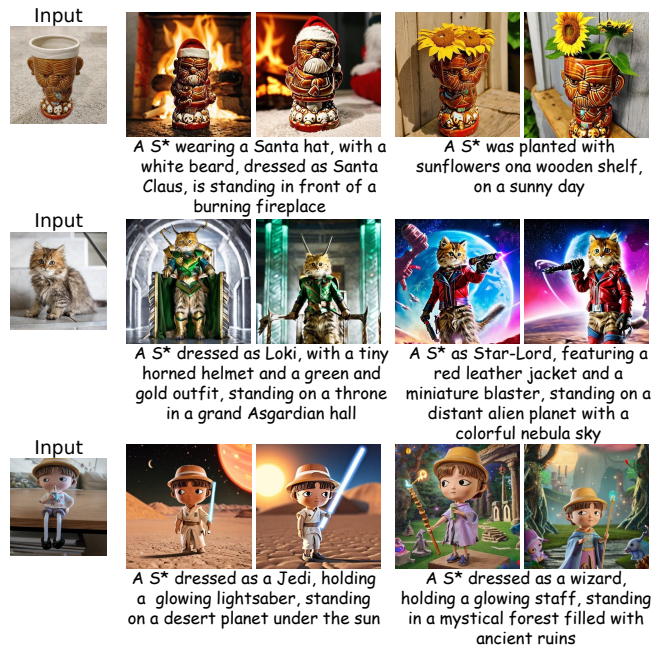 Input
A S* wearing a Santa hat, with a
white beard, dressed as Santa
Claus, is standing in front of a
burning fireplace
A S* was planted with
sunflowers ona wooden shelf,
on a sunny day
Input
A S* dressed as Loki, with a tiny
horned helmet and a green and
gold outfit, standing on a throne
in a grand Asgardian hall
A S* as Star-Lord, featuring a
red leather jacket and a
miniature blaster, standing on a
distant alien planet with a
colorful nebula sky
Input
A S* dressed as a Jedi, holding
a glowing lightsaber, standing
on a desert planet under the sun
A S* dressed as a wizard,
holding a glowing staff, standing
in a mystical forest filled with
ancient ruins